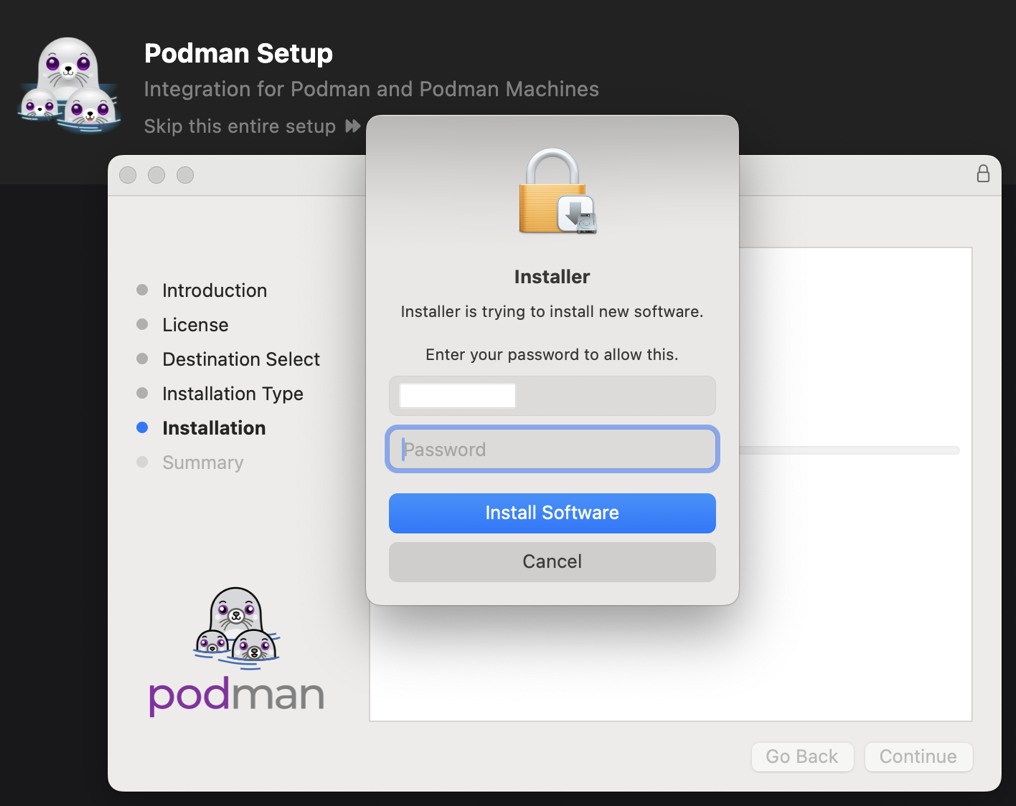 Podman Setup
Integration for Podman and Podman Machines
Skip this entire setup
Installer
Installer is trying to install new software.
Enter your password to allow this.
Password
Install Software
Cancel
Introduction
License
Destination Select
Installation Type
Installation
Summary
podman
Go Back
Continue